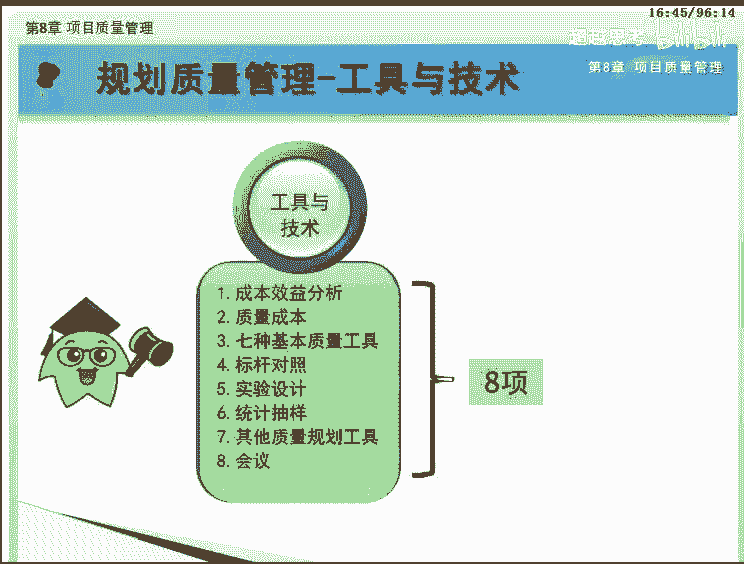 16:45/96:14
第8章 项目质量管理
超越思考 bilibili
规划质量管理-工具与技术
第8章 项目质量管理
工具与
技术
1. 成本效益分析
2. 质量成本
3. 七种基本质量工具
4. 标杆对照
5. 实验设计
6. 统计抽样
7. 其他质量规划工具
8. 会议
8项